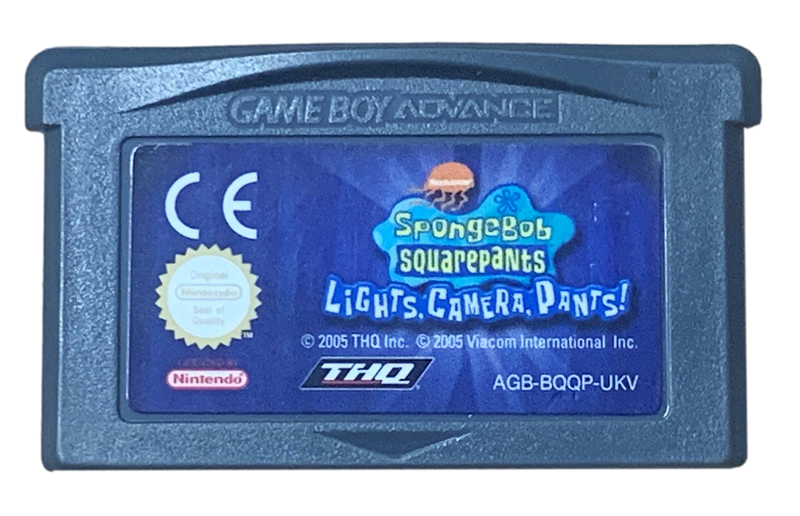 GAME BOY ADVANCE
CE
Original
Nintendo
Seal of
Quality
TM
LICENSED BY
Nintendo
NICKELODEON
SpongeBob
SquarePants
Lights, Camera, Pants!
© 2005 THQ Inc. © 2005 Viacom International Inc.
THQ
AGB-BQQP-UKV